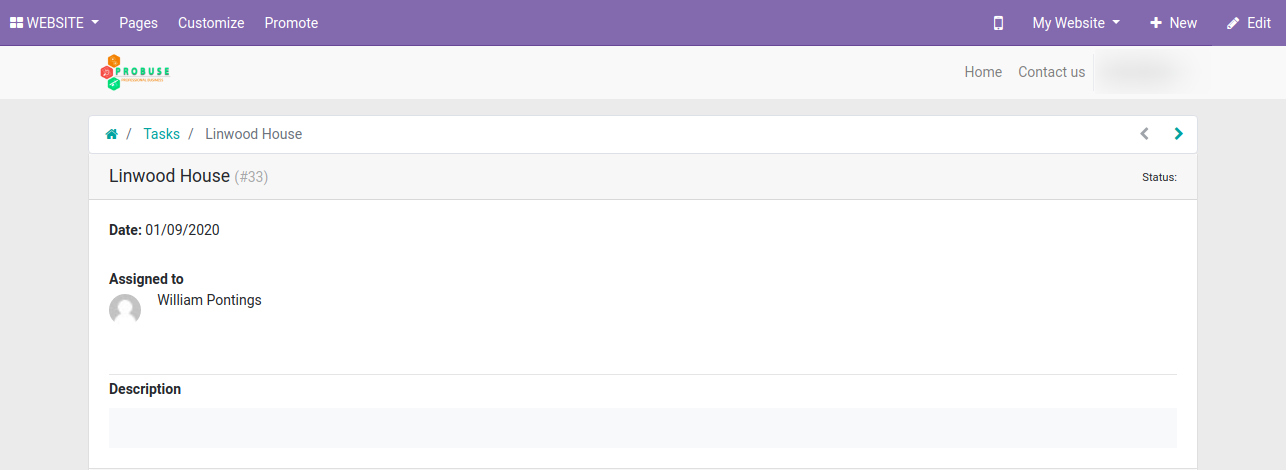 WEBSITE Pages Customize Promote My Website New Edit
PROBUSE
Home Contact us
/ Tasks / Linwood House
Linwood House (#33) Status:
Date: 01/09/2020
Assigned to
William Pontings
Description